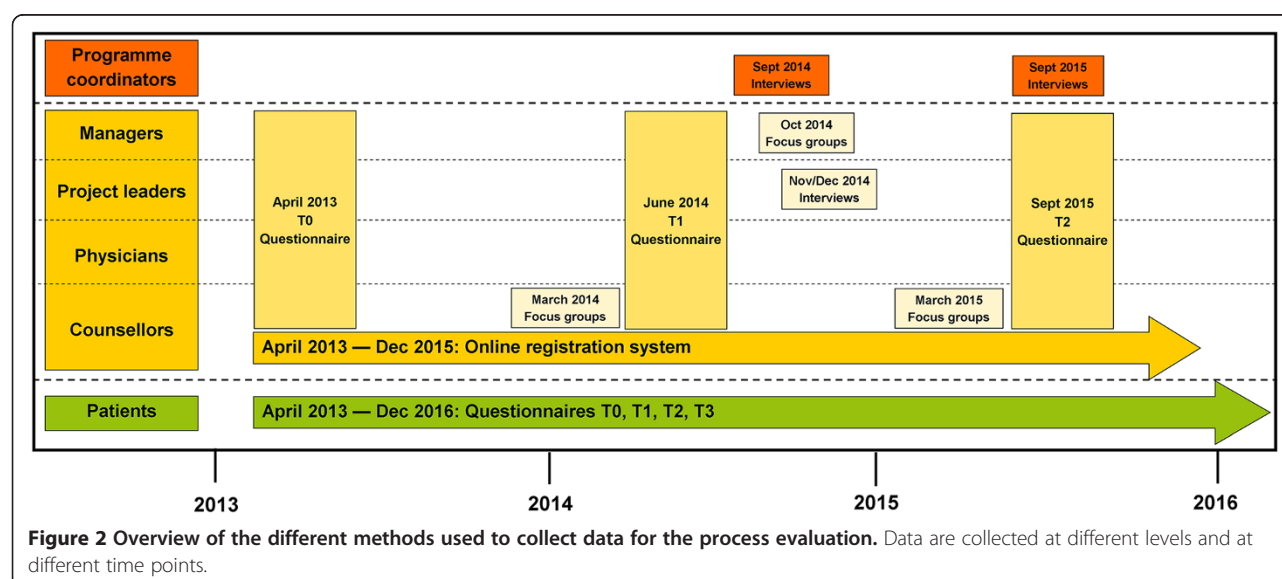 Programme
coordinators
Sept 2014
Interviews
Sept 2015
Interviews
Managers
Oct 2014
Focus groups
Project leaders
Nov/Dec 2014
Interviews
April 2013
T0
Questionnaire
June 2014
T1
Questionnaire
Sept 2015
T2
Questionnaire
Physicians
Counsellors
March 2014
Focus groups
March 2015
Focus groups
April 2013 — Dec 2015: Online registration system
Patients
April 2013 — Dec 2016: Questionnaires T0, T1, T2, T3
2013
2014
2015
2016
Figure 2 Overview of the different methods used to collect data for the process evaluation. Data are collected at different levels and at
different time points.